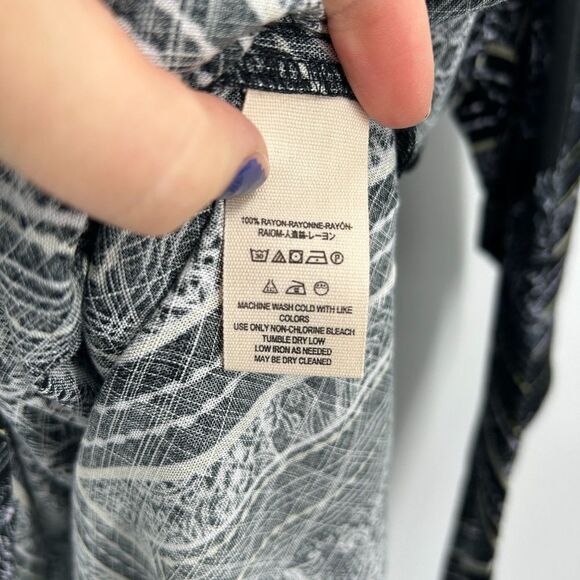 100% RAYON-RAYONNE-RAYÓN-
RAIOM-人造絲-レーヨン
MACHINE WASH COLD WITH LIKE
COLORS
USE ONLY NON-CHLORINE BLEACH
TUMBLE DRY LOW
LOW IRON AS NEEDED
MAY BE DRY CLEANED